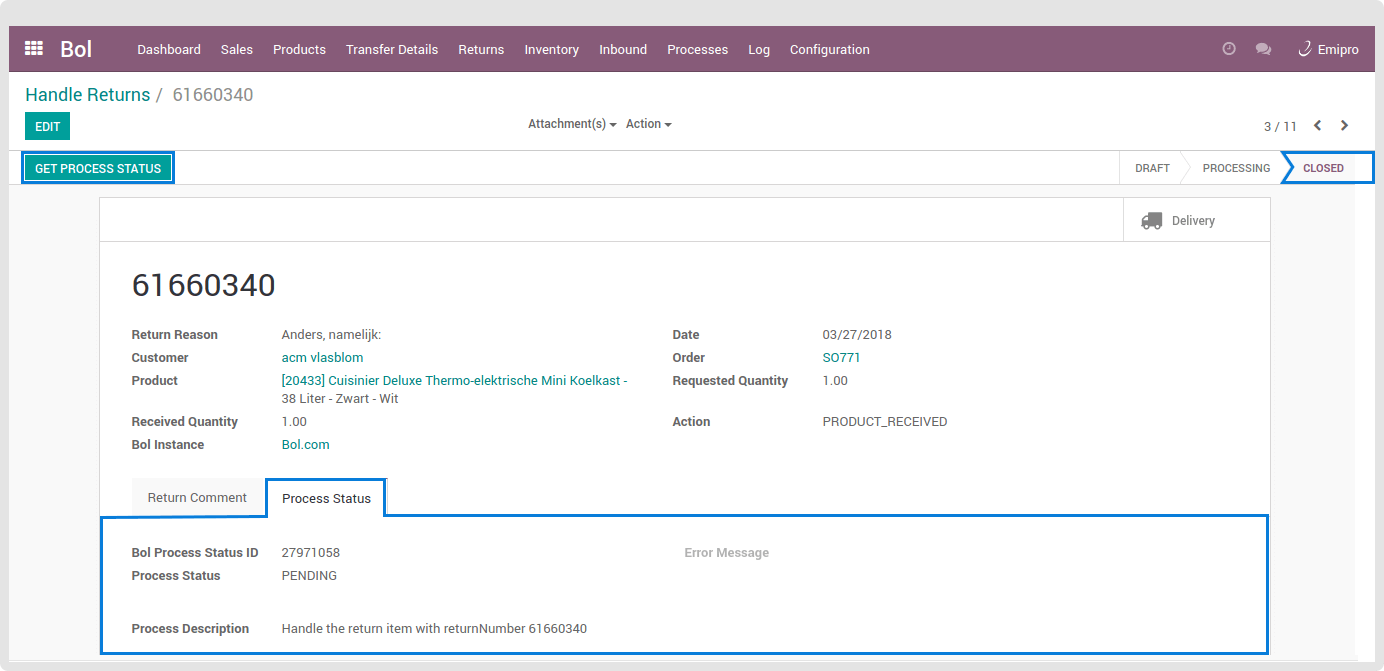 Bol Dashboard Sales Products Transfer Details Returns Inventory Inbound Processes Log Configuration Emipro
Handle Returns / 61660340
EDIT Attachment(s) Action 3 / 11
GET PROCESS STATUS DRAFT PROCESSING CLOSED
Delivery
61660340
Return Reason Anders, namelijk: Date 03/27/2018
Customer acm vlasblom Order SO771
Product [20433] Cuisinier Deluxe Thermo-elektrische Mini Koelkast - Requested Quantity 1.00
38 Liter - Zwart - Wit
Received Quantity 1.00 Action PRODUCT_RECEIVED
Bol Instance Bol.com
Return Comment Process Status
Bol Process Status ID 27971058 Error Message
Process Status PENDING
Process Description Handle the return item with returnNumber 61660340